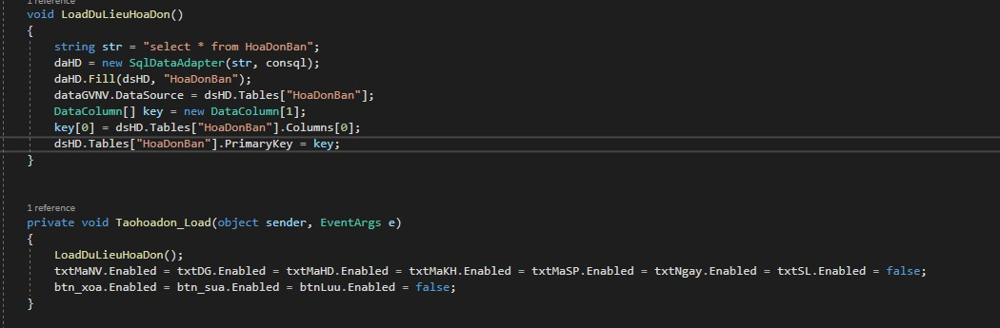 1 reference
void LoadDuLieuHoaDon()
{
string str = "select * from HoaDonBan";
daHD = new SqlDataAdapter(str, consql);
daHD.Fill(dsHD, "HoaDonBan");
dataGVNV.DataSource = dsHD.Tables["HoaDonBan"];
DataColumn[] key = new DataColumn[1];
key[0] = dsHD.Tables["HoaDonBan"].Columns[0];
dsHD.Tables["HoaDonBan"].PrimaryKey = key;
}
1 reference
private void Taohoadon_Load(object sender, EventArgs e)
{
LoadDuLieuHoaDon();
txtMaNV.Enabled = txtDG.Enabled = txtMaHD.Enabled = txtMaKH.Enabled = txtMaSP.Enabled = txtNgay.Enabled = txtSL.Enabled = false;
btn_xoa.Enabled = btn_sua.Enabled = btnLuu.Enabled = false;
}